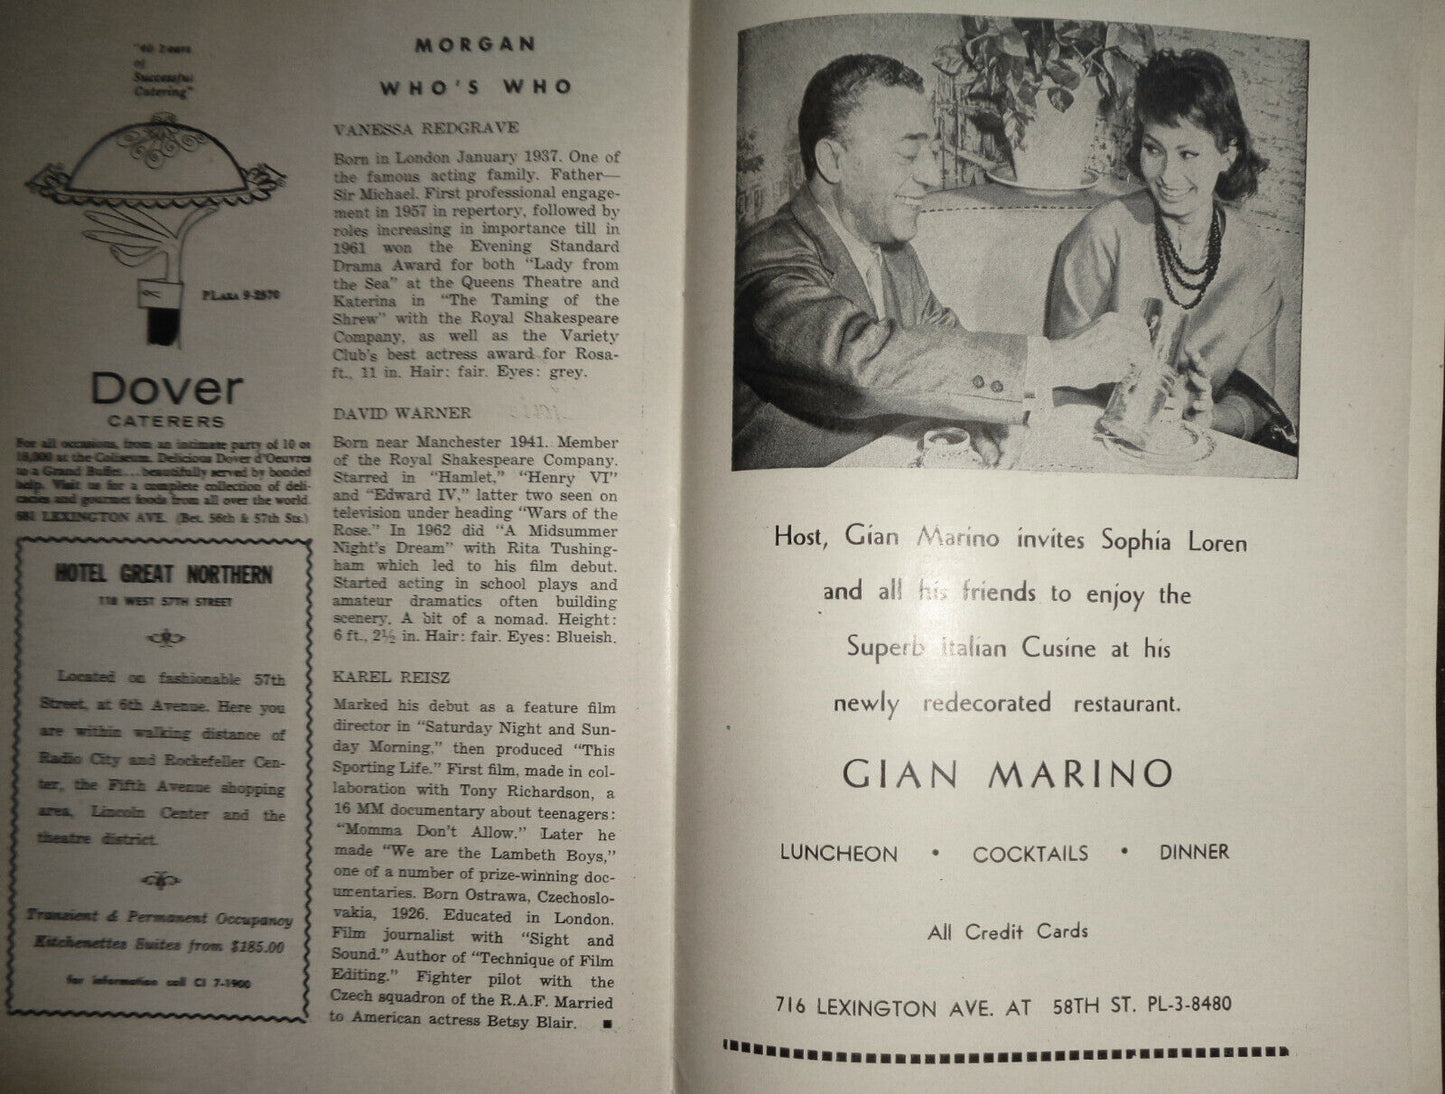 "40 Years
of
Successful
Catering"
PLaza 9-2570
Dover
CATERERS
For all occasions, from an intimate party of 10 or
18,000 at the Coliseum. Delicious Dover d'Oeuvres
to a Grand Buffet... beautifully served by bonded
help. Visit us for a complete collection of deli-
cacies and gourmet foods from all over the world.
681 LEXINGTON AVE. (Bet. 56th & 57th Sts.)
HOTEL GREAT NORTHERN
118 WEST 57TH STREET
Located on fashionable 57th
Street, at 6th Avenue. Here you
are within walking distance of
Radio City and Rockefeller Cen-
ter, the Fifth Avenue shopping
area, Lincoln Center and the
theatre district.
Transient & Permanent Occupancy
Kitchenettes Suites from $185.00
for information call CI 7-1900
MORGAN
WHO'S WHO
VANESSA REDGRAVE
Born in London January 1937. One of
the famous acting family. Father—
Sir Michael. First professional engage-
ment in 1957 in repertory, followed by
roles increasing in importance till in
1961 won the Evening Standard
Drama Award for both "Lady from
the Sea" at the Queens Theatre and
Katerina in "The Taming of the
Shrew" with the Royal Shakespeare
Company, as well as the Variety
Club's best actress award for Rosa-
ft., 11 in. Hair: fair. Eyes: grey.
DAVID WARNER
Born near Manchester 1941. Member
of the Royal Shakespeare Company.
Starred in "Hamlet," "Henry VI"
and "Edward IV," latter two seen on
television under heading "Wars of the
Rose." In 1962 did "A Midsummer
Night's Dream" with Rita Tushing-
ham which led to his film debut.
Started acting in school plays and
amateur dramatics often building
scenery. A bit of a nomad. Height:
6 ft., 2½ in. Hair: fair. Eyes: Blueish.
KAREL REISZ
Marked his debut as a feature film
director in "Saturday Night and Sun-
day Morning," then produced "This
Sporting Life." First film, made in col-
laboration with Tony Richardson, a
16 MM documentary about teenagers:
"Momma Don't Allow." Later he
made "We are the Lambeth Boys,"
one of a number of prize-winning doc-
umentaries. Born Ostrawa, Czechoslo-
vakia, 1926. Educated in London.
Film journalist with "Sight and
Sound." Author of "Technique of Film
Editing." Fighter pilot with the
Czech squadron of the R.A.F. Married
to American actress Betsy Blair. ■
Host, Gian Marino invites Sophia Loren
and all his friends to enjoy the
Superb Italian Cusine at his
newly redecorated restaurant.
GIAN MARINO
LUNCHEON • COCKTAILS • DINNER
All Credit Cards
716 LEXINGTON AVE. AT 58TH ST. PL-3-8480